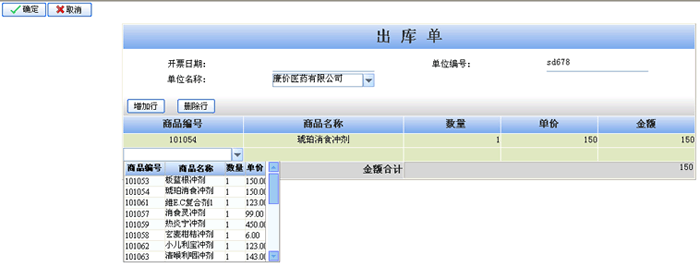 确定 取消
出 库 单
开票日期: 单位编号: sd678
单位名称: 廉价医药有限公司
增加行 删除行
商品编号 商品名称 数量 单价 金额
101054 琥珀消食冲剂 1 150 150
金额合计 150
商品编号 商品名称 数量 单价
101053 板蓝根冲剂 1 150.00
101054 琥珀消食冲剂 1 150.00
101061 维E.C复合剂1 1 123.00
101057 消食灵冲剂 1 99.00
101059 热炎宁冲剂 1 450.00
101058 玄麦柑桔冲剂 1 6.00
101062 小儿利宝冲剂 1 123.00
101063 清喉利咽冲剂 1 143.00